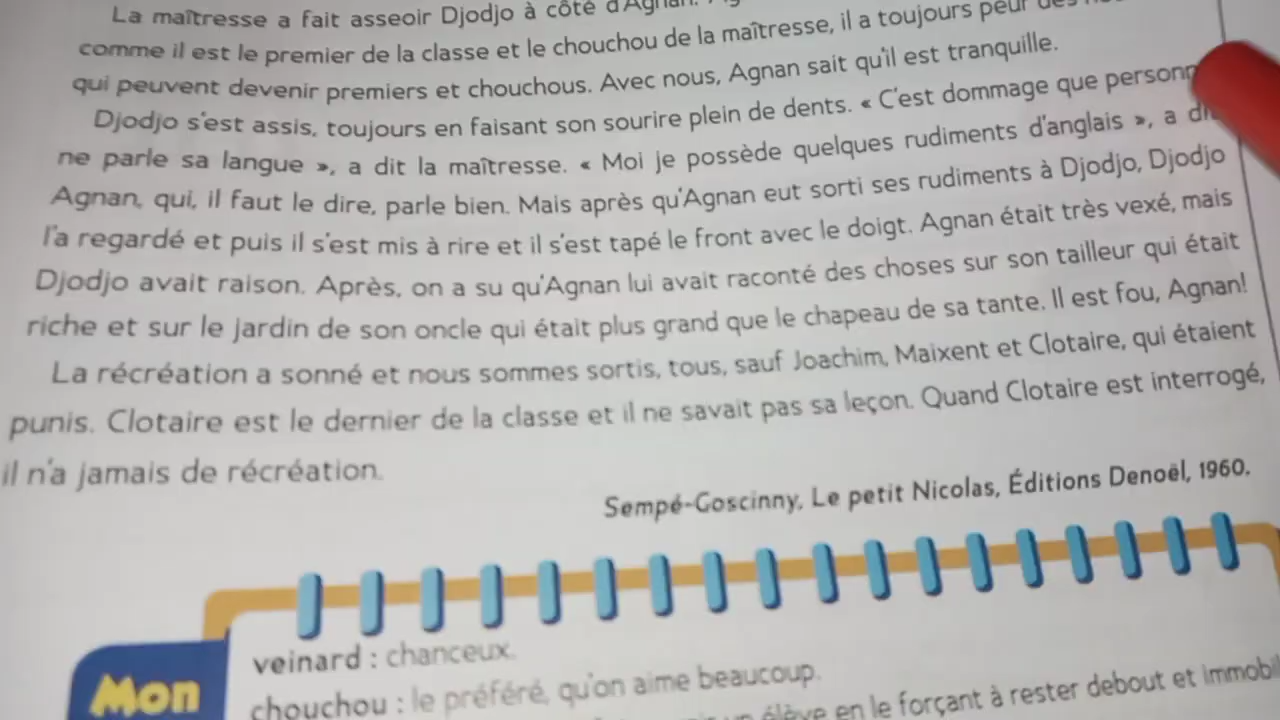 La maîtresse a fait asseoir Djodjo à côté d'Agnan.
comme il est le premier de la classe et le chouchou de la maîtresse, il a toujours peur des
qui peuvent devenir premiers et chouchous. Avec nous, Agnan sait qu'il est tranquille.
Djodjo s'est assis, toujours en faisant son sourire plein de dents. « C'est dommage que
ne parle sa langue », a dit la maîtresse. « Moi je possède quelques rudiments d'anglais », a dit
Agnan, qui, il faut le dire, parle bien. Mais après qu'Agnan eut sorti ses rudiments à Djodjo, Djodjo
l'a regardé et puis il s'est mis à rire et il s'est tapé le front avec le doigt. Agnan était très vexé, mais
Djodjo avait raison. Après, on a su qu'Agnan lui avait raconté des choses sur son tailleur qui était
riche et sur le jardin de son oncle qui était plus grand que le chapeau de sa tante. Il est fou, Agnan!
La récréation a sonné et nous sommes sortis, tous, sauf Joachim, Maixent et Clotaire, qui étaient
punis. Clotaire est le dernier de la classe et il ne savait pas sa leçon. Quand Clotaire est interrogé,
il n'a jamais de récréation.
Sempé-Goscinny, Le petit Nicolas, Éditions Denoël, 1960.
Mon
veinard : chanceux.
chouchou : le préféré, qu'on aime beaucoup.
un élève en le forçant à rester debout et